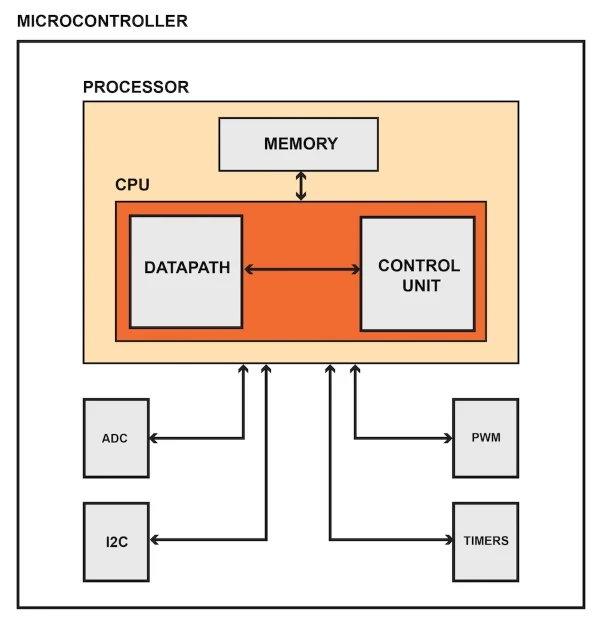 MICROCONTROLLER
PROCESSOR
MEMORY
CPU
DATAPATH
CONTROL
UNIT
ADC
PWM
I2C
TIMERS